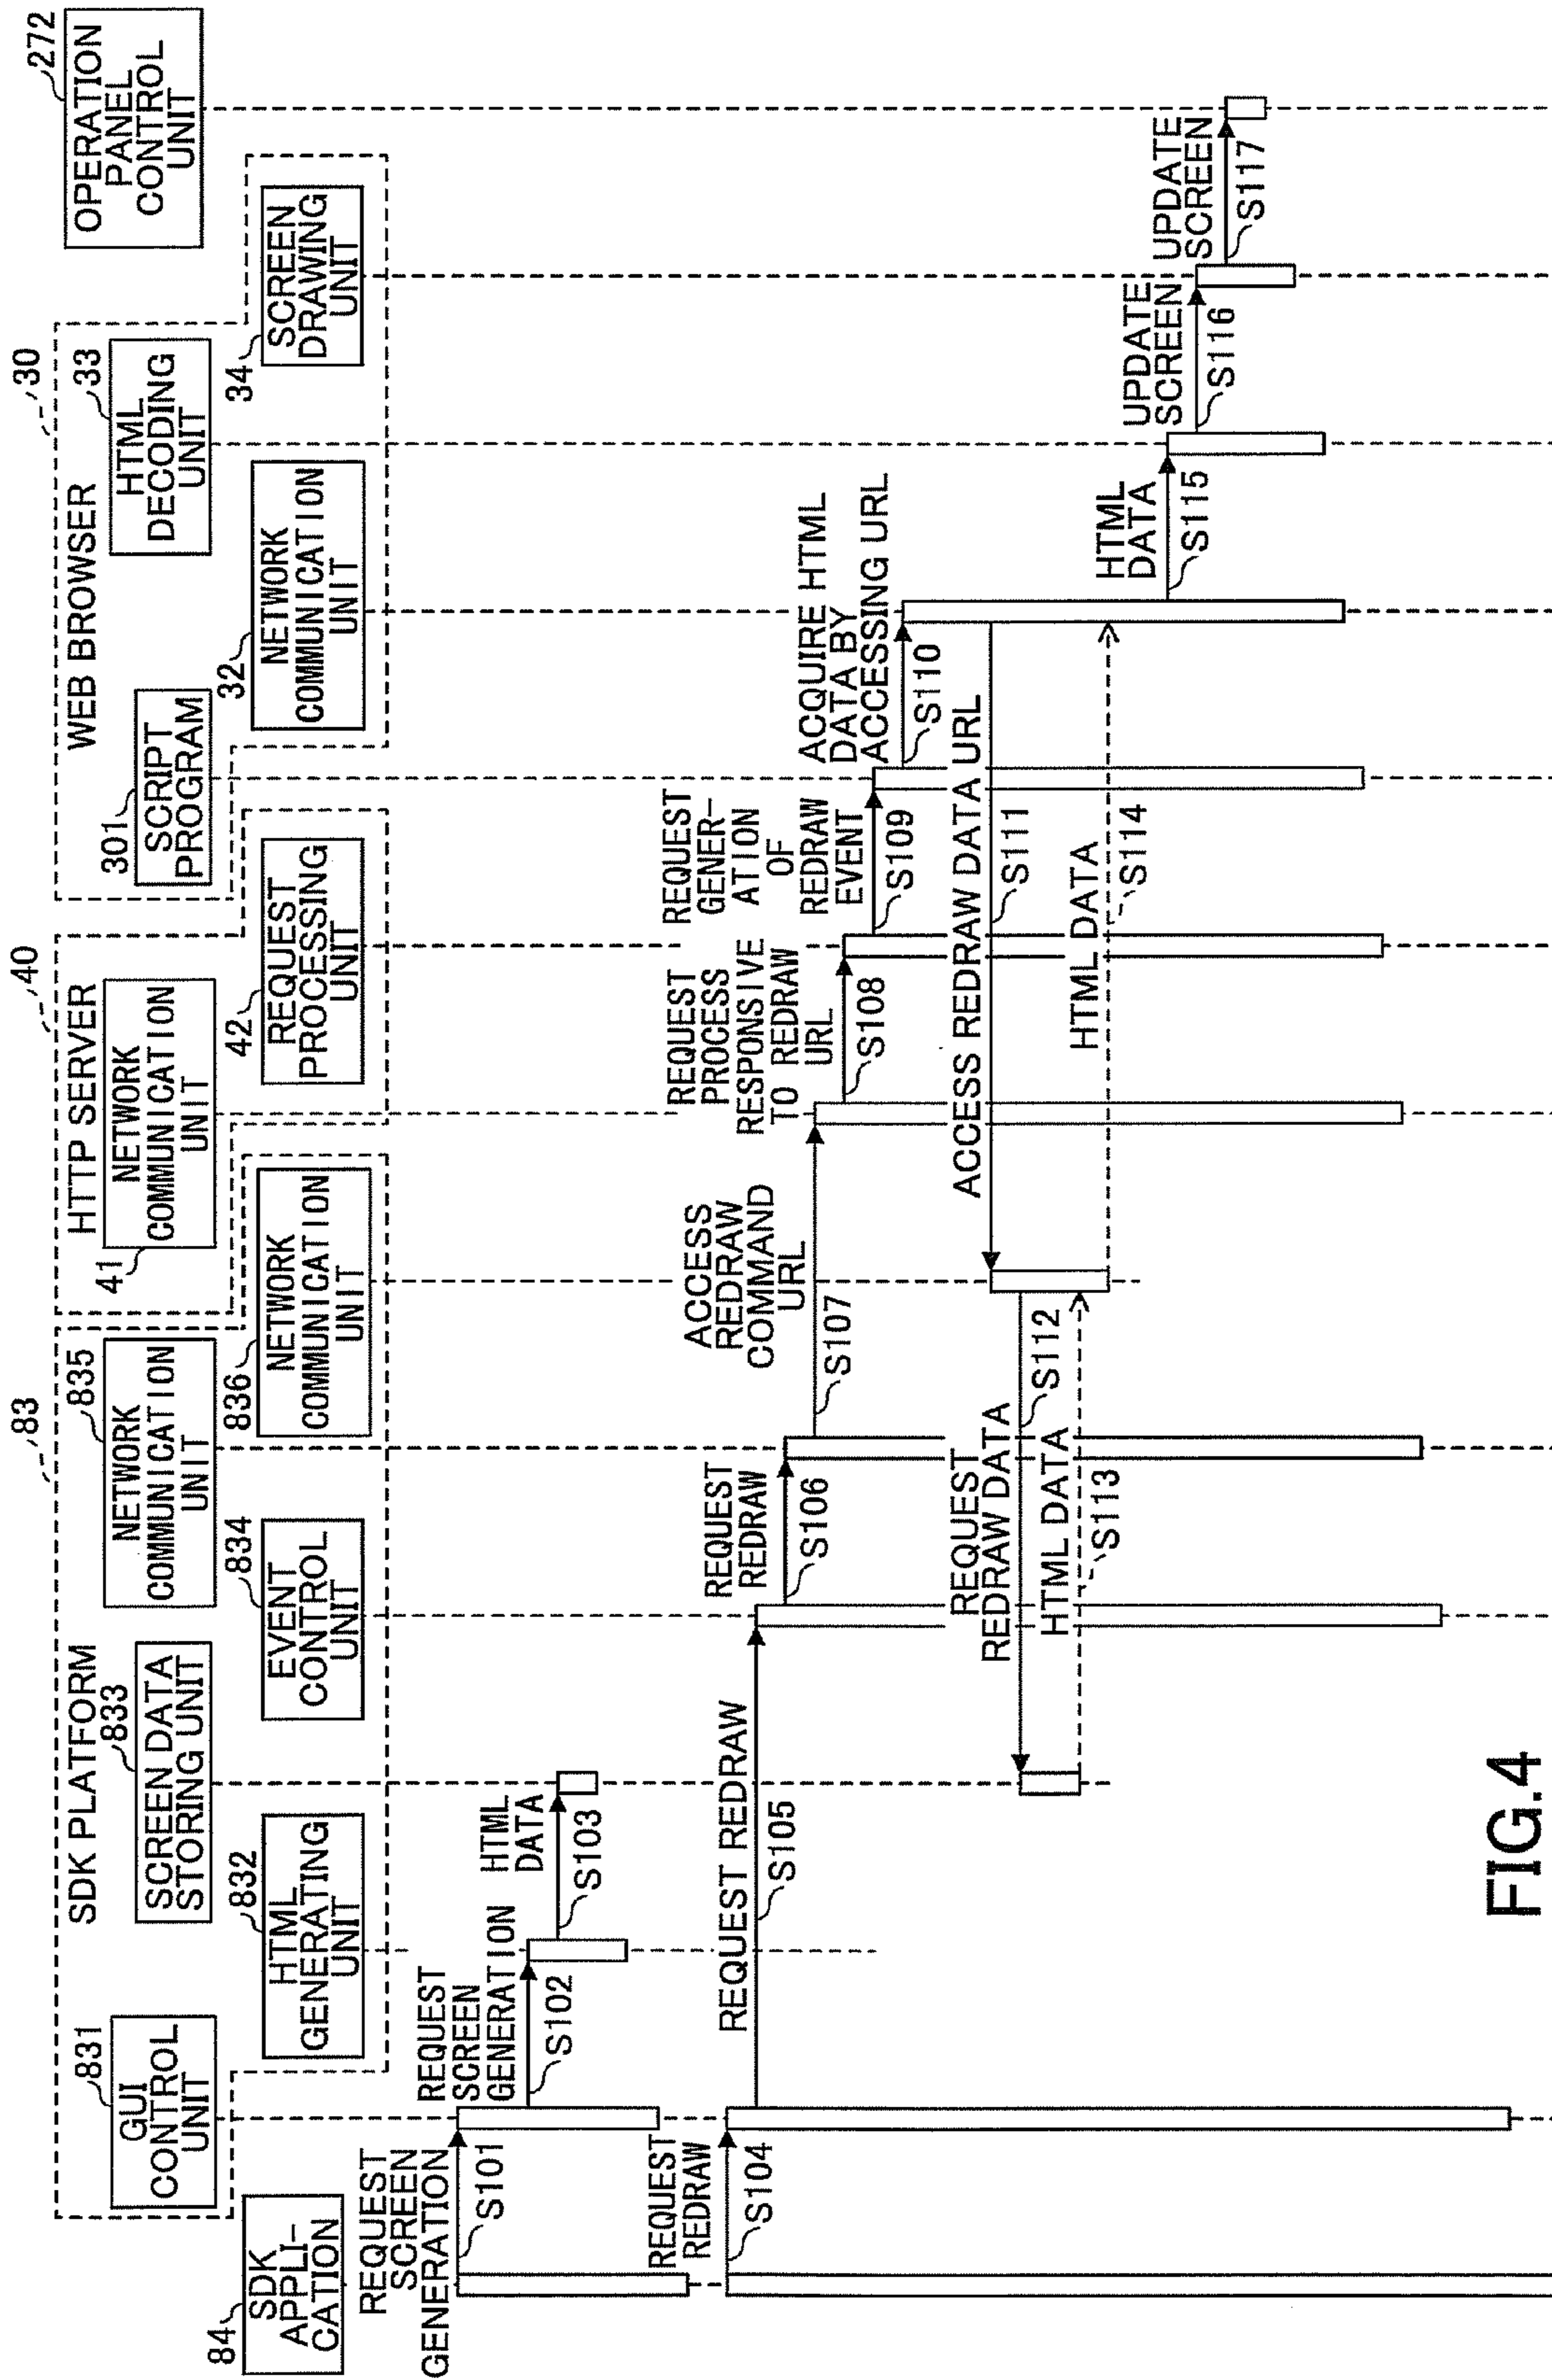 83
SDK PLATFORM
40
HTTP SERVER
30
WEB BROWSER
272
OPERATION
PANEL
CONTROL
UNIT
831
GUI
CONTROL
UNIT
833
SCREEN DATA
STORING UNIT
835
NETWORK
COMMUNICATION
UNIT
41
NETWORK
COMMUNICATION
UNIT
301
SCRIPT
PROGRAM
33
HTML
DECODING
UNIT
84
SDK
APPLI-
CATION
832
HTML
GENERATING
UNIT
834
EVENT
CONTROL
UNIT
836
NETWORK
COMMUNICATION
UNIT
42
REQUEST
PROCESSING
UNIT
32
NETWORK
COMMUNICATION
UNIT
34
SCREEN
DRAWING
UNIT
REQUEST
SCREEN
GENERATION
S101
REQUEST
SCREEN
GENERATION
S102
HTML
DATA
S103
REQUEST
REDRAW
S104
REQUEST REDRAW
S105
REQUEST
REDRAW
S106
ACCESS
REDRAW
COMMAND
URL
S107
REQUEST
PROCESS
RESPONSIVE
TO REDRAW
URL
S108
REQUEST
GENER-
ATION
OF
REDRAW
EVENT
S109
ACQUIRE HTML
DATA BY
ACCESSING URL
S110
ACCESS REDRAW DATA URL
S111
REQUEST
REDRAW DATA
S112
HTML DATA
S113
HTML DATA
S114
HTML
DATA
S115
UPDATE
SCREEN
S116
UPDATE
SCREEN
S117
FIG.4